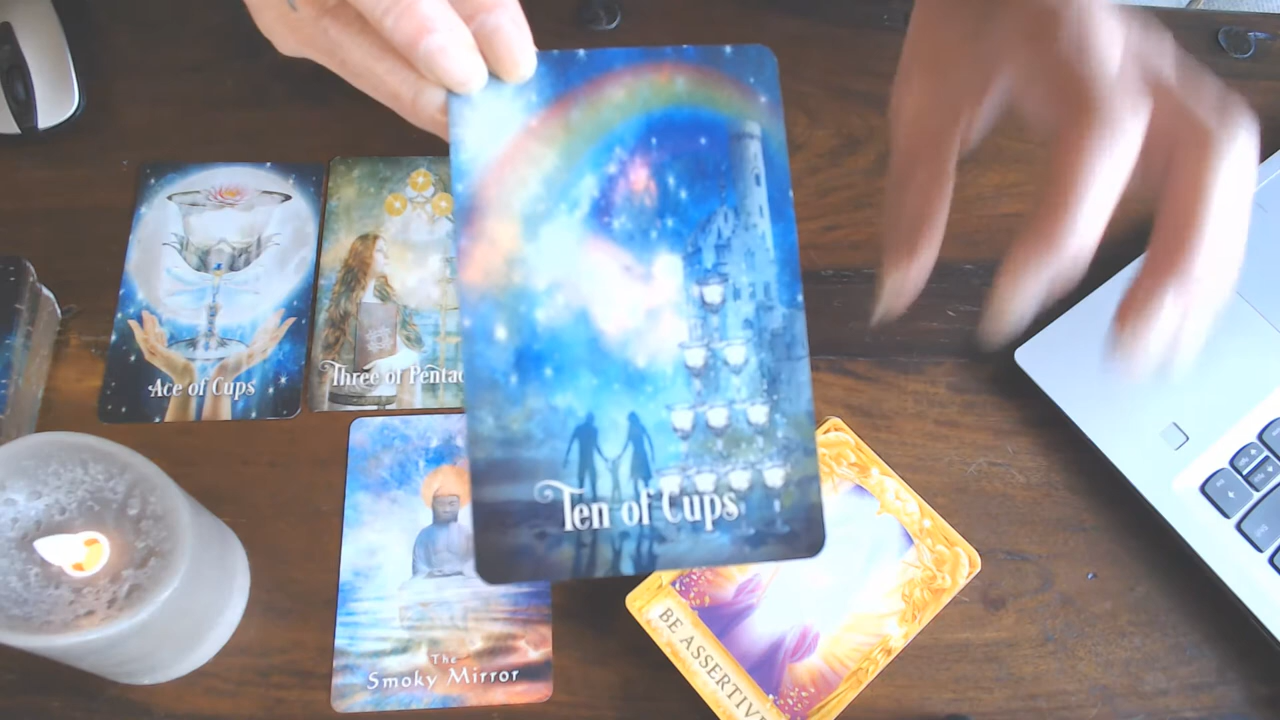 Ace of Cups
Three of Pentac
Ten of Cups
The
Smoky Mirror
BE ASSERTIVE